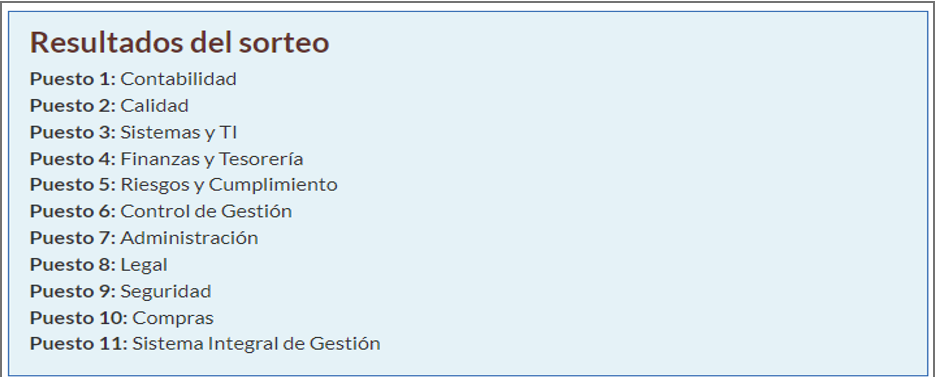 Resultados del sorteo
Puesto 1: Contabilidad
Puesto 2: Calidad
Puesto 3: Sistemas y TI
Puesto 4: Finanzas y Tesorería
Puesto 5: Riesgos y Cumplimiento
Puesto 6: Control de Gestión
Puesto 7: Administración
Puesto 8: Legal
Puesto 9: Seguridad
Puesto 10: Compras
Puesto 11: Sistema Integral de Gestión